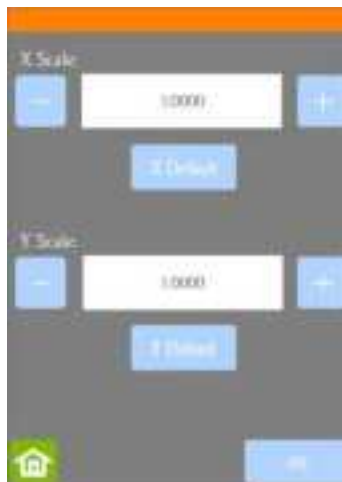 X Scale
- 1.0000 +
X Default
Y Scale
- 1.0000 +
Y Default